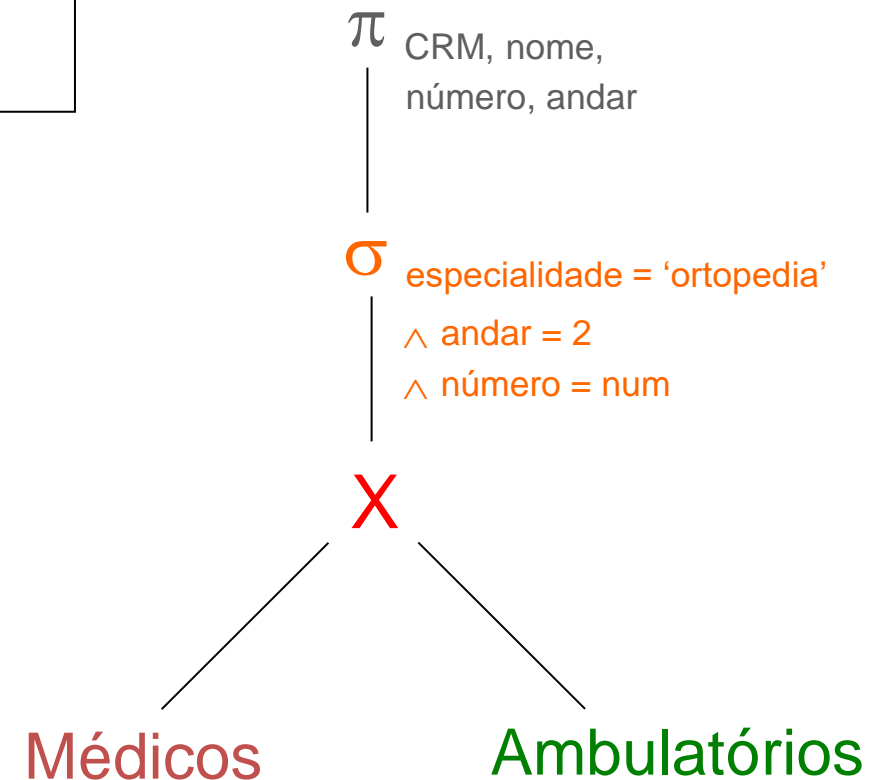 π CRM, nome,
número, andar
σ especialidade = ‘ortopedia’
∧ andar = 2
∧ número = num
X
Médicos Ambulatórios